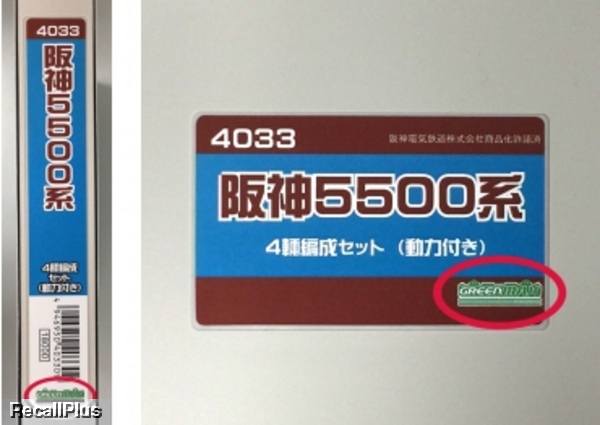 4033
阪神5500系
4輛編成
セット
(動力付き)
18000
GREENMAX
RecallPlus
4033
阪神電気鉄道株式会社商品化許諾済
阪神5500系
4輛編成セット (動力付き)
GREENMAX